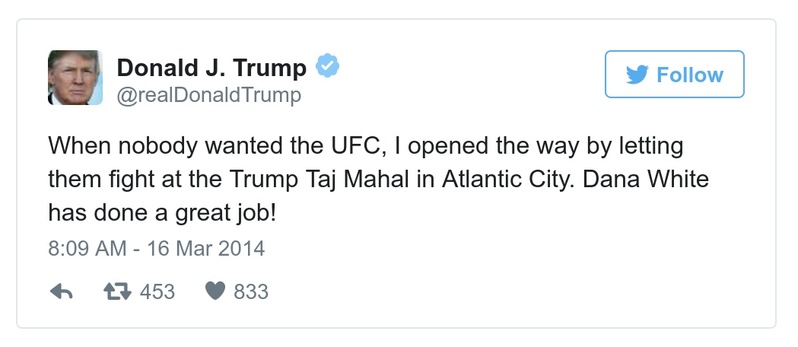 Donald J. Trump
@realDonaldTrump
Follow
When nobody wanted the UFC, I opened the way by letting
them fight at the Trump Taj Mahal in Atlantic City. Dana White
has done a great job!
8:09 AM - 16 Mar 2014
453 833